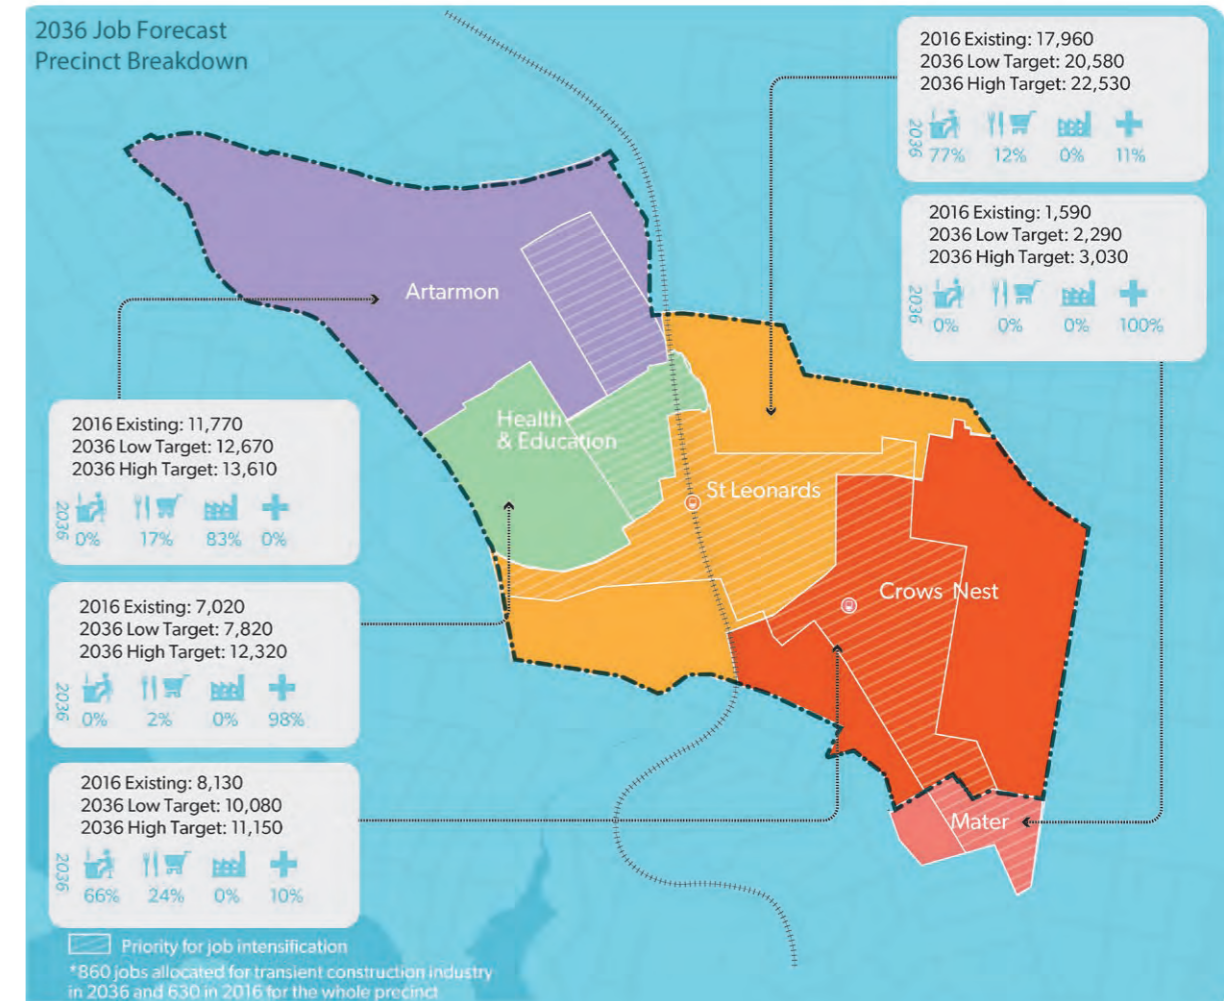 2036 Job Forecast
Precinct Breakdown
2016 Existing: 17,960
2036 Low Target: 20,580
2036 High Target: 22,530
2036
77% 12% 0% 11%
2016 Existing: 1,590
2036 Low Target: 2,290
2036 High Target: 3,030
2036
0% 0% 0% 100%
Artarmon
Health
& Education
St Leonards
Crows Nest
Mater
2016 Existing: 11,770
2036 Low Target: 12,670
2036 High Target: 13,610
2036
0% 17% 83% 0%
2016 Existing: 7,020
2036 Low Target: 7,820
2036 High Target: 12,320
2036
0% 2% 0% 98%
2016 Existing: 8,130
2036 Low Target: 10,080
2036 High Target: 11,150
2036
66% 24% 0% 10%
Priority for job intensification
*860 jobs allocated for transient construction industry
in 2036 and 630 in 2016 for the whole precinct